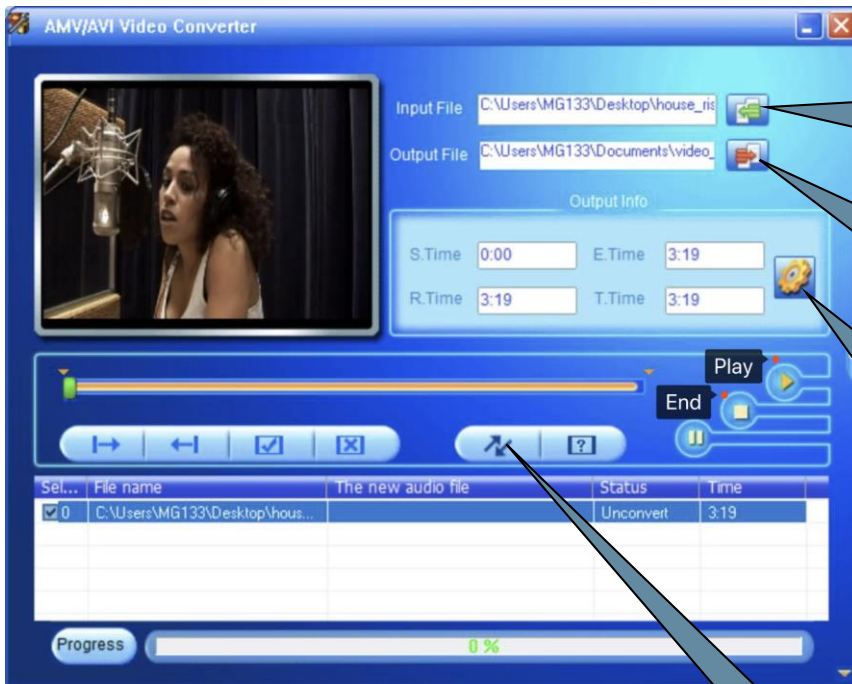 AMV/AVI Video Converter
Input File C:\Users\MG133\Desktop\house_ris
Output File C:\Users\MG133\Documents\video_
Output Info
S.Time 0:00 E.Time 3:19
R.Time 3:19 T.Time 3:19
Play
End
Sel... File name The new audio file Status Time
0 C:\Users\MG133\Desktop\hous... Unconvert 3:19
Progress 0 %